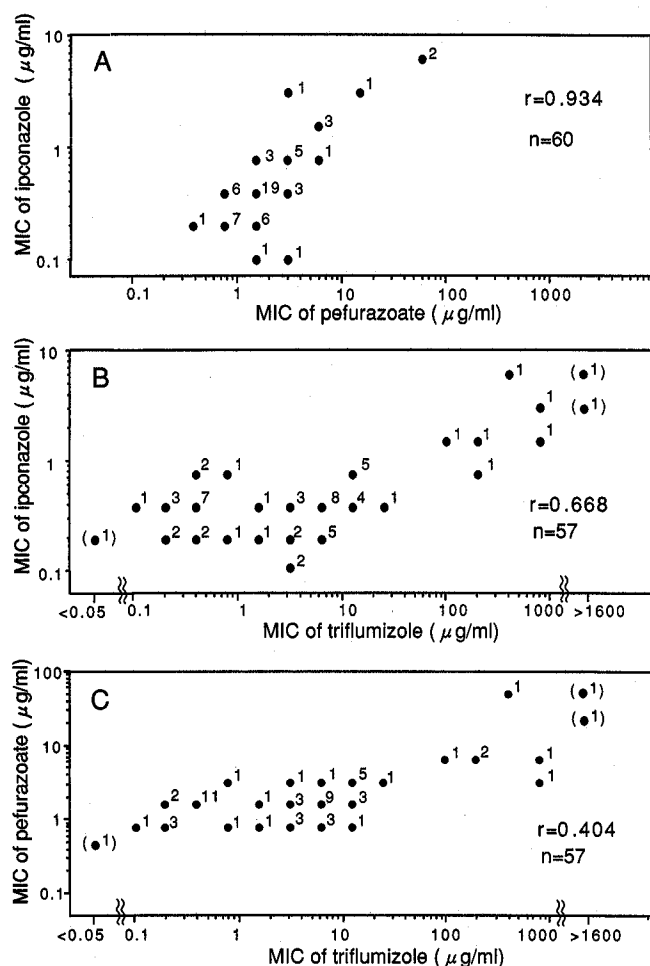 A
MIC of ipconazole ( μg/ml)
10
1
0.1
2
1 1
3
3 5 1
6 19 3
1 7 6
1 1
r=0.934
n=60
0.1 1 10 100 1000
MIC of pefurazoate ( μg/ml)
B
MIC of ipconazole ( μg/ml)
10
1
0.1
1 ( 1)
1 ( 1)
1 1 1
2 1 5 1
1 3 7 1 3 8 4 1
( 1) 2 2 1 1 2 5
2
r=0.668
n=57
<0.05 0.1 1 10 100 1000 >1600
MIC of triflumizole ( μg/ml)
C
MIC of pefurazoate ( μg/ml)
100
10
1
0.1
1 ( 1)
( 1)
1 2 1
1 1 1 5 1 1
2 11 1 3 9 3
1 3 1 1 3 3 1
( 1)
r=0.404
n=57
<0.05 0.1 1 10 100 1000 >1600
MIC of triflumizole ( μg/ml)